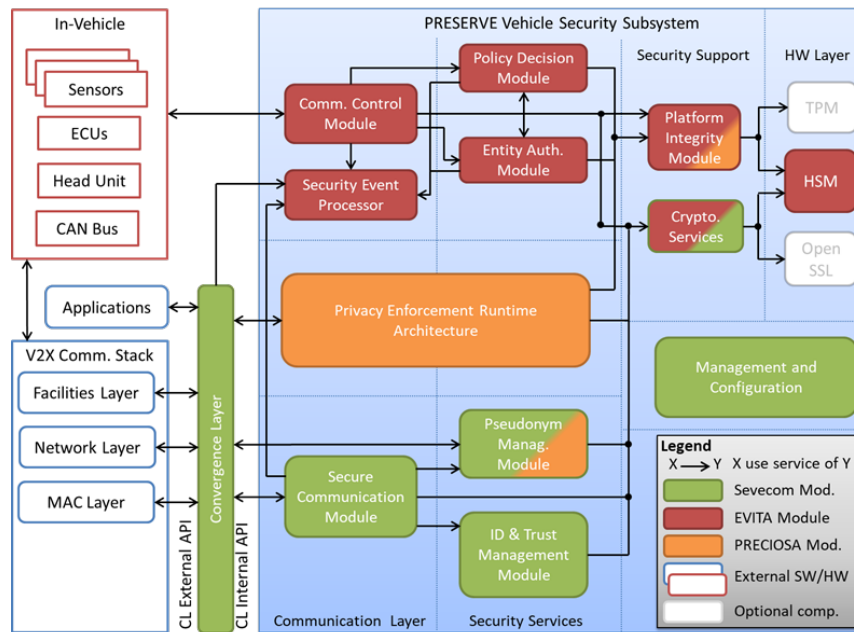 In-Vehicle
Sensors
ECUs
Head Unit
CAN Bus
Applications
V2X Comm. Stack
Facilities Layer
Network Layer
MAC Layer
CL External API
Convergence Layer
CL Internal API
PRESERVE Vehicle Security Subsystem
Comm. Control
Module
Security Event
Processor
Policy Decision
Module
Entity Auth.
Module
Security Support
Platform
Integrity
Module
Crypto.
Services
HW Layer
TPM
HSM
Open
SSL
Privacy Enforcement Runtime
Architecture
Management and
Configuration
Pseudonym
Manag.
Module
Secure
Communication
Module
ID & Trust
Management
Module
Communication Layer
Security Services
Legend
X Y X use service of Y
Sevecom Mod.
EVITA Module
PRECIOSA Mod.
External SW/HW
Optional comp.